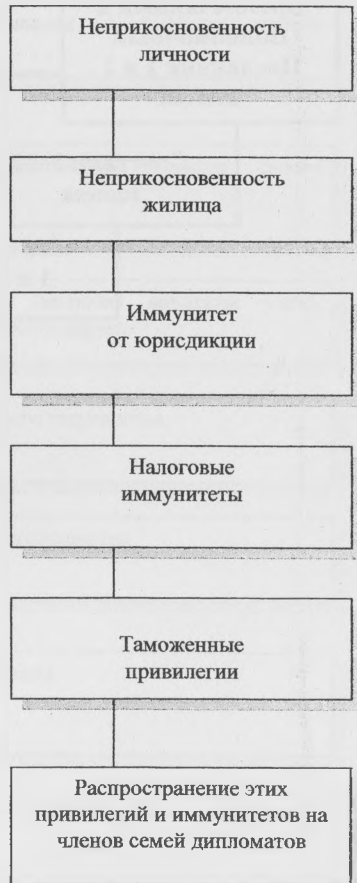 Неприкосновенность
личности
Неприкосновенность
жилища
Иммунитет
от юрисдикции
Налоговые
иммунитеты
Таможенные
привилегии
Распространение этих
привилегий и иммунитетов на
членов семей дипломатов